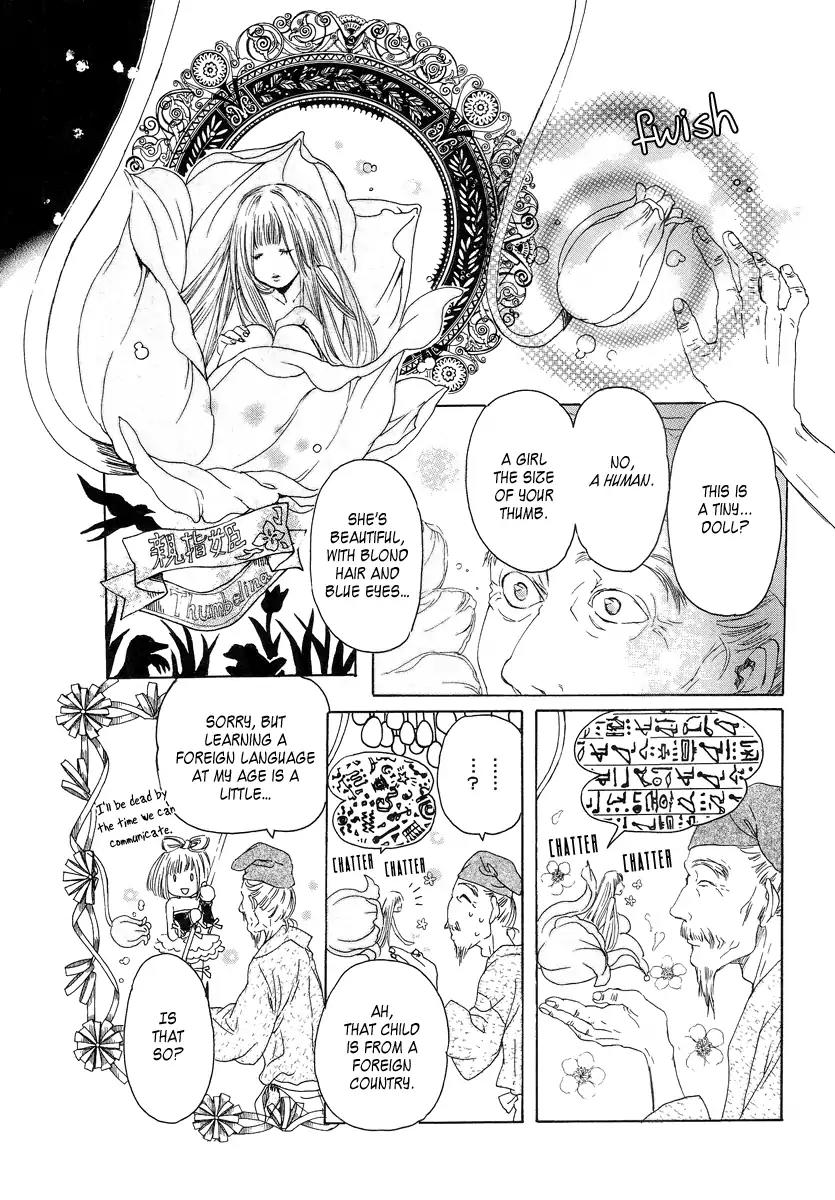 fwish
THIS IS
A TINY...
DOLL?
NO,
A HUMAN.
A GIRL
THE SIZE
OF YOUR
THUMB.
SHE'S
BEAUTIFUL,
WITH BLOND
HAIR AND
BLUE EYES...
親指姫
Thumbelina
CHATTER
CHATTER
......
?
CHATTER
CHATTER
AH,
THAT CHILD
IS FROM A
FOREIGN
COUNTRY.
SORRY, BUT
LEARNING A
FOREIGN LANGUAGE
AT MY AGE IS A
LITTLE...
I'll be dead by
the time we can
communicate.
IS
THAT
SO?